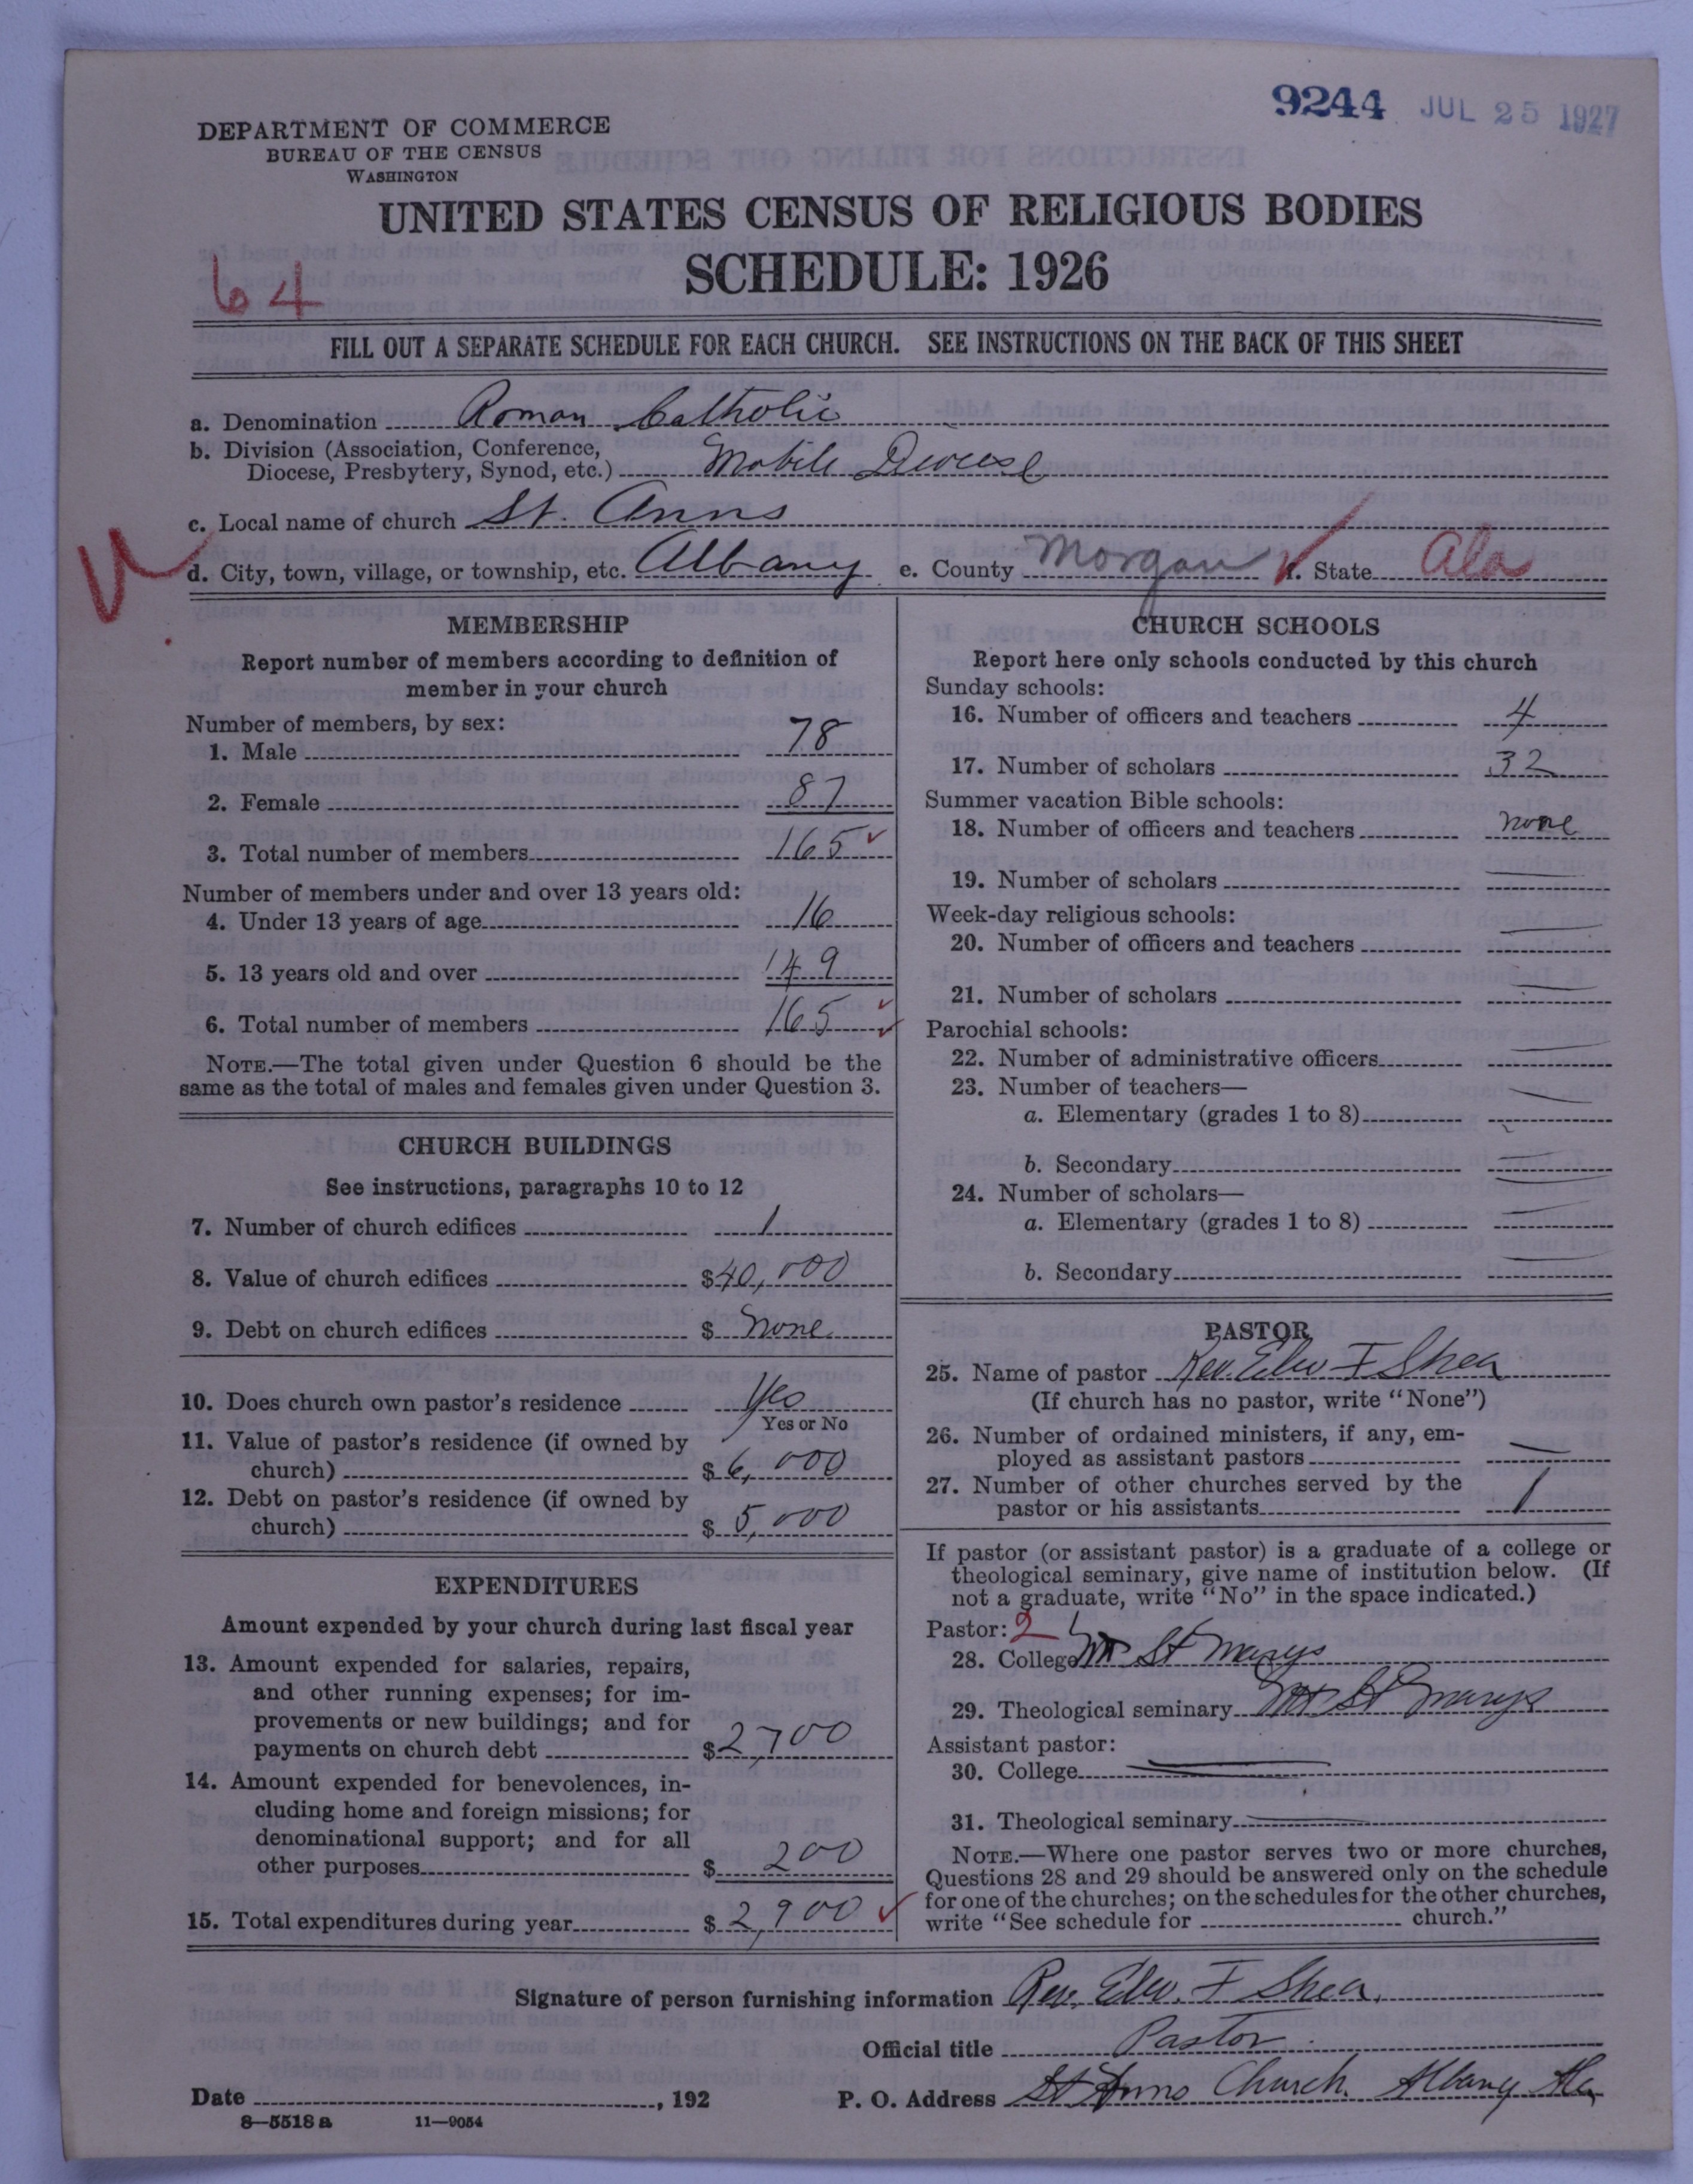 9244 JUL 25 1927
DEPARTMENT OF COMMERCE
BUREAU OF THE CENSUS
WASHINGTON
UNITED STATES CENSUS OF RELIGIOUS BODIES
SCHEDULE: 1926
64
FILL OUT A SEPARATE SCHEDULE FOR EACH CHURCH. SEE INSTRUCTIONS ON THE BACK OF THIS SHEET
a. Denomination Roman Catholic
b. Division (Association, Conference,
Diocese, Presbytery, Synod, etc.) Mobile Diocese
c. Local name of church St. Anns
d. City, town, village, or township, etc. Albany e. County Morgan f. State Ala
MEMBERSHIP
Report number of members according to definition of
member in your church
Number of members, by sex:
1. Male 78
2. Female 87
3. Total number of members 165
Number of members under and over 13 years old:
4. Under 13 years of age 16
5. 13 years old and over 149
6. Total number of members 165
NOTE.—The total given under Question 6 should be the
same as the total of males and females given under Question 3.
CHURCH BUILDINGS
See instructions, paragraphs 10 to 12
7. Number of church edifices 1
8. Value of church edifices $40,000
9. Debt on church edifices $ None
10. Does church own pastor's residence Yes
Yes or No
11. Value of pastor's residence (if owned by
church) $ 6,000
12. Debt on pastor's residence (if owned by
church) $ 5,000
EXPENDITURES
Amount expended by your church during last fiscal year
13. Amount expended for salaries, repairs,
and other running expenses; for im-
provements or new buildings; and for
payments on church debt $2,700
14. Amount expended for benevolences, in-
cluding home and foreign missions; for
denominational support; and for all
other purposes $ 200
15. Total expenditures during year $ 2,900
CHURCH SCHOOLS
Report here only schools conducted by this church
Sunday schools:
16. Number of officers and teachers 4
17. Number of scholars 32
Summer vacation Bible schools:
18. Number of officers and teachers none
19. Number of scholars
Week-day religious schools:
20. Number of officers and teachers
21. Number of scholars
Parochial schools:
22. Number of administrative officers
23. Number of teachers—
a. Elementary (grades 1 to 8)
b. Secondary
24. Number of scholars—
a. Elementary (grades 1 to 8)
b. Secondary
PASTOR
25. Name of pastor Rev. Edw F Shea
(If church has no pastor, write "None")
26. Number of ordained ministers, if any, em-
ployed as assistant pastors
27. Number of other churches served by the
pastor or his assistants 1
If pastor (or assistant pastor) is a graduate of a college or
theological seminary, give name of institution below. (If
not a graduate, write "No" in the space indicated.)
Pastor: 2
28. College Mt St Marys
29. Theological seminary Mt St Marys
Assistant pastor:
30. College
31. Theological seminary
NOTE.—Where one pastor serves two or more churches,
Questions 28 and 29 should be answered only on the schedule
for one of the churches; on the schedules for the other churches,
write "See schedule for church."
Signature of person furnishing information Rev. Edw. F Shea.
Official title Pastor.
Date , 192 P. O. Address St Anns Church. Albany Ala
8—5518 a 11—9054